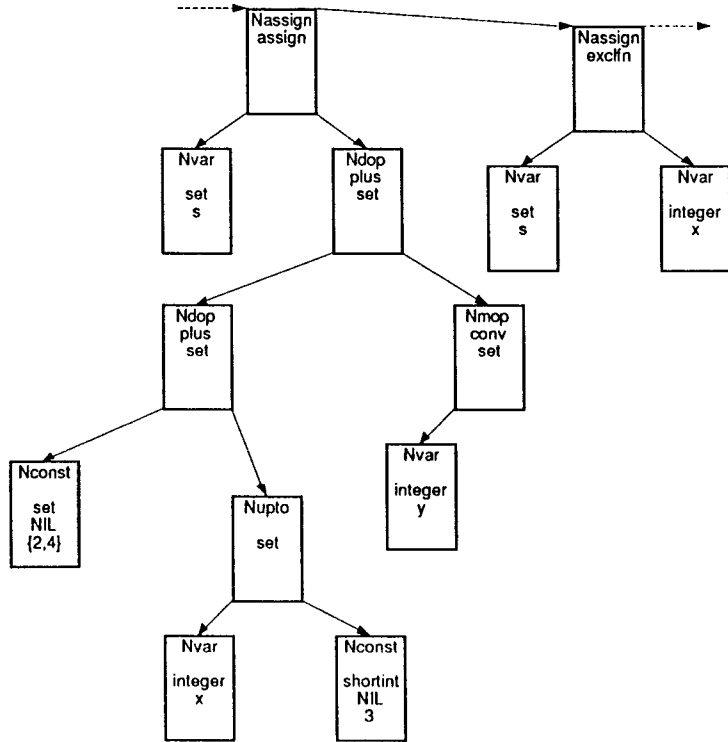 Nassign
assign
Nassign
exclfn
Nvar
set
s
Ndop
plus
set
Nvar
set
s
Nvar
integer
x
Ndop
plus
set
Nmop
conv
set
Nconst
set
NIL
{2,4}
Nupto
set
Nvar
integer
y
Nvar
integer
x
Nconst
shortint
NIL
3